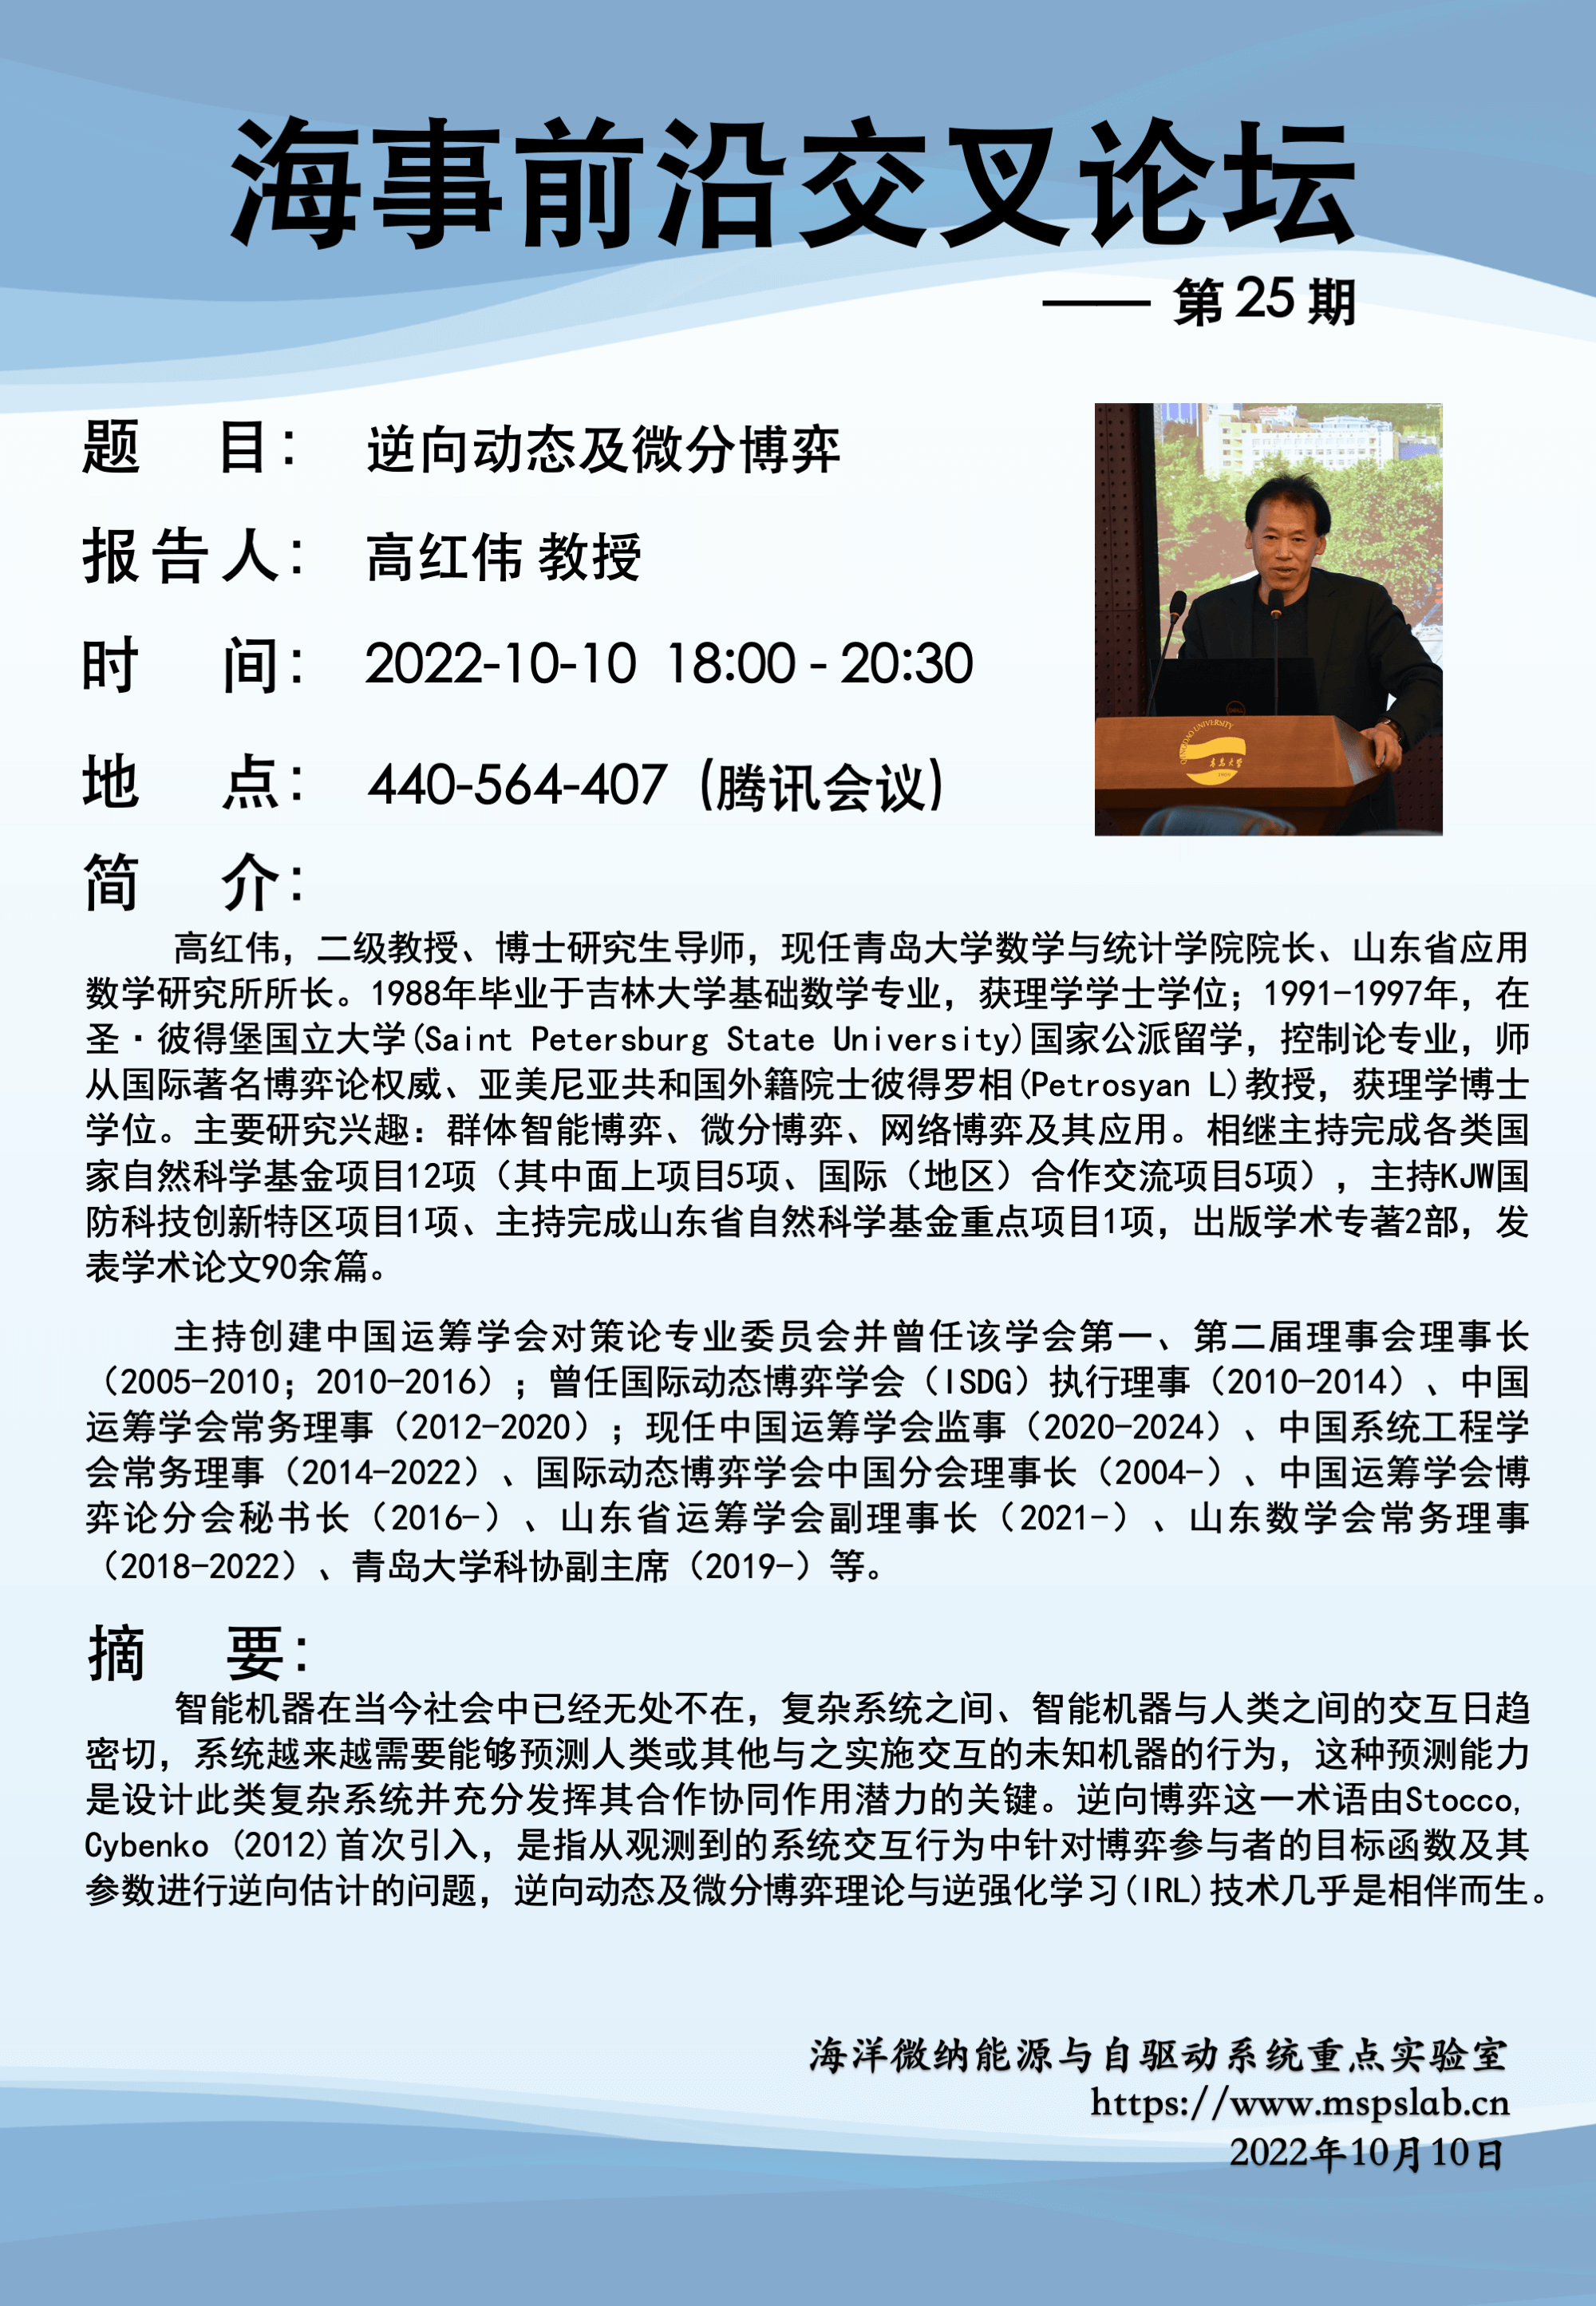 海事前沿交叉论坛
—— 第 25 期
题 目： 逆向动态及微分博弈
报告人： 高红伟 教授
时 间： 2022-10-10 18:00 - 20:30
地 点： 440-564-407（腾讯会议）
DELL
QINGDAO UNIVERSITY
青岛大学
简 介：
高红伟，二级教授、博士研究生导师，现任青岛大学数学与统计学院院长、山东省应用
数学研究所所长。1988年毕业于吉林大学基础数学专业，获理学学士学位；1991-1997年，在
圣·彼得堡国立大学(Saint Petersburg State University)国家公派留学，控制论专业，师
从国际著名博弈论权威、亚美尼亚共和国外籍院士彼得罗相(Petrosyan L)教授，获理学博士
学位。主要研究兴趣：群体智能博弈、微分博弈、网络博弈及其应用。相继主持完成各类国
家自然科学基金项目12项（其中面上项目5项、国际（地区）合作交流项目5项），主持KJW国
防科技创新特区项目1项、主持完成山东省自然科学基金重点项目1项，出版学术专著2部，发
表学术论文90余篇。
主持创建中国运筹学会对策论专业委员会并曾任该学会第一、第二届理事会理事长
（2005-2010；2010-2016）；曾任国际动态博弈学会（ISDG）执行理事（2010-2014）、中国
运筹学会常务理事（2012-2020）；现任中国运筹学会监事（2020-2024）、中国系统工程学
会常务理事（2014-2022）、国际动态博弈学会中国分会理事长（2004-）、中国运筹学会博
弈论分会秘书长（2016-）、山东省运筹学会副理事长（2021-）、山东数学会常务理事
（2018-2022）、青岛大学科协副主席（2019-）等。
摘 要：
智能机器在当今社会中已经无处不在，复杂系统之间、智能机器与人类之间的交互日趋
密切，系统越来越需要能够预测人类或其他与之实施交互的未知机器的行为，这种预测能力
是设计此类复杂系统并充分发挥其合作协同作用潜力的关键。逆向博弈这一术语由Stocco,
Cybenko (2012)首次引入，是指从观测到的系统交互行为中针对博弈参与者的目标函数及其
参数进行逆向估计的问题，逆向动态及微分博弈理论与逆强化学习(IRL)技术几乎是相伴而生。
海洋微纳能源与自驱动系统重点实验室
https://www.mspslab.cn
2022年10月10日